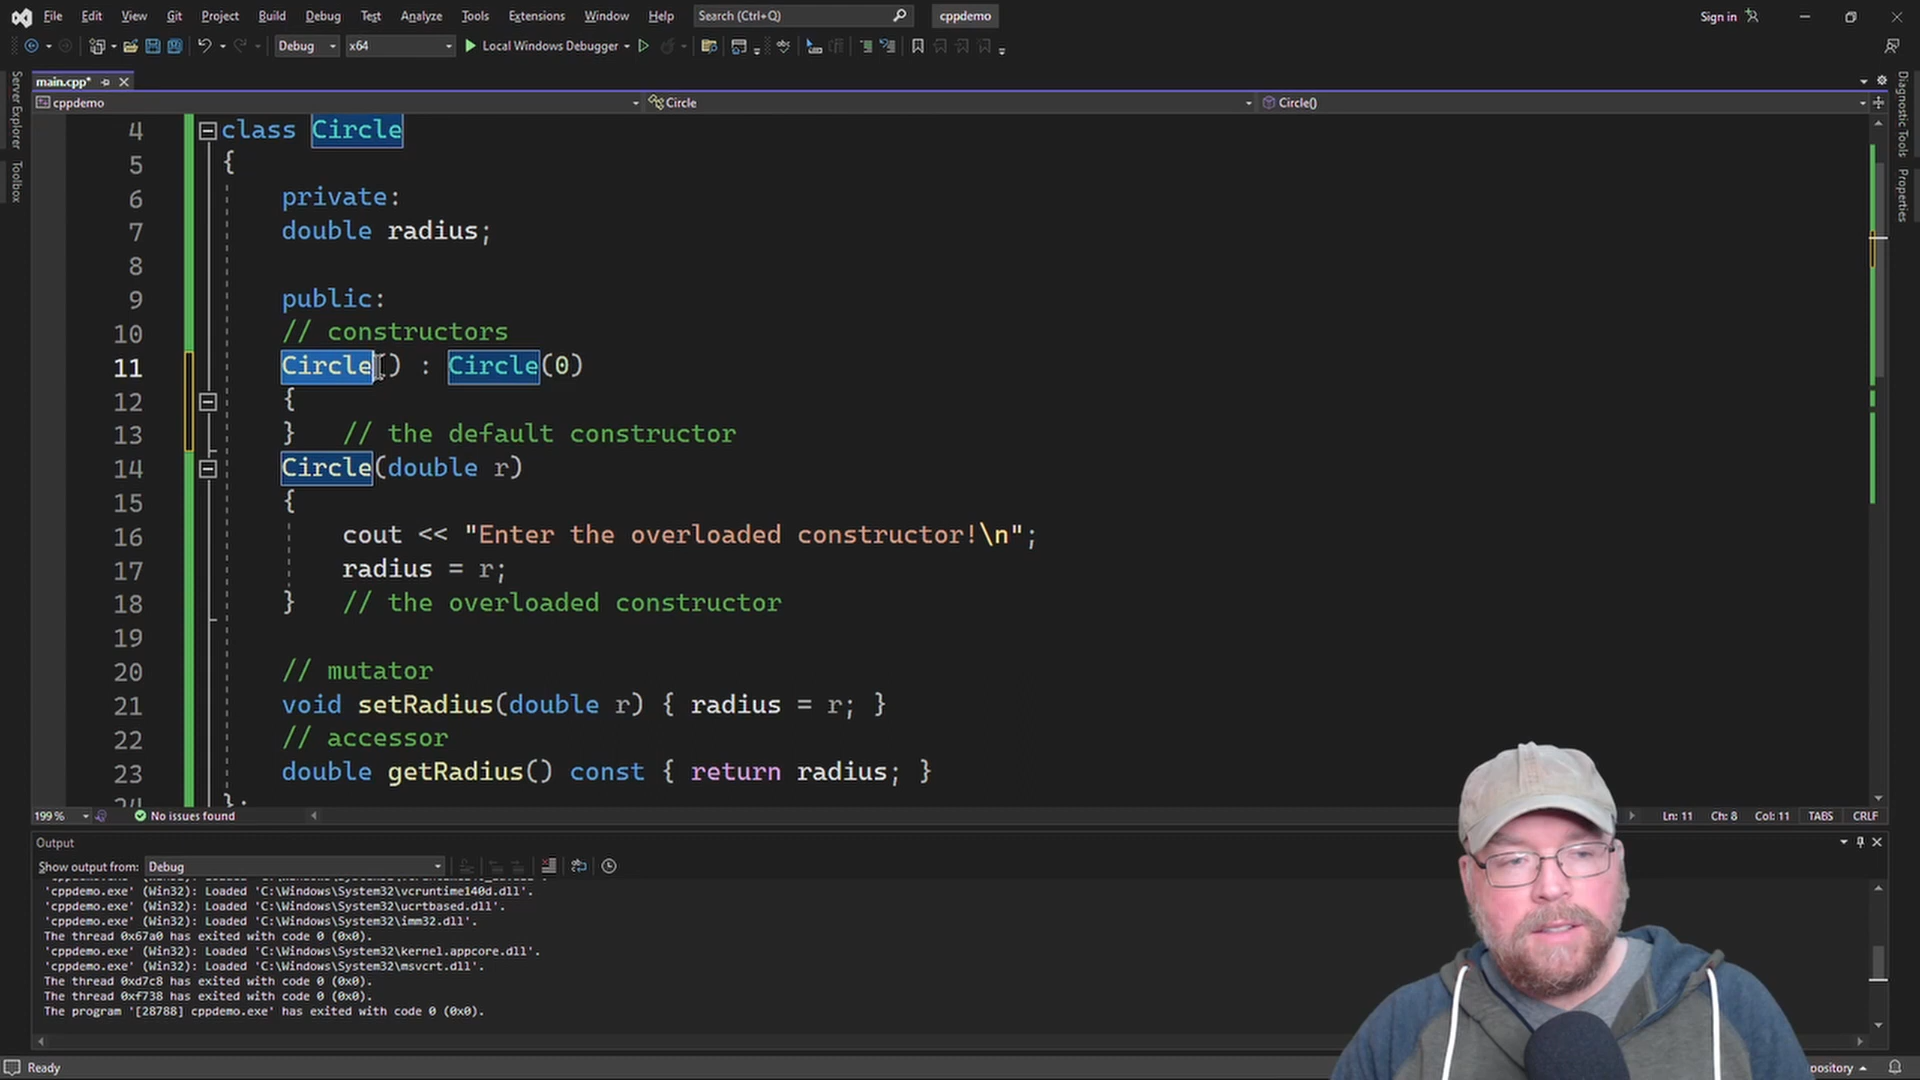 File Edit View Git Project Build Debug Test Analyze Tools Extensions Window Help Search (Ctrl+Q) cppdemo Sign in
Debug x64 Local Windows Debugger
main.cpp*
cppdemo Circle Circle()
Server Explorer
Toolbox
Diagnostic Tools
Properties
4 class Circle
5 {
6 private:
7 double radius;
8
9 public:
10 // constructors
11 Circle() : Circle(0)
12 {
13 } // the default constructor
14 Circle(double r)
15 {
16 cout << "Enter the overloaded constructor!\n";
17 radius = r;
18 } // the overloaded constructor
19
20 // mutator
21 void setRadius(double r) { radius = r; }
22 // accessor
23 double getRadius() const { return radius; }
24 };
199 % No issues found Ln: 11 Ch: 8 Col: 11 TABS CRLF
Output
Show output from: Debug
'cppdemo.exe' (Win32): Loaded 'C:\Windows\System32\vcruntime140d.dll'.
'cppdemo.exe' (Win32): Loaded 'C:\Windows\System32\ucrtbased.dll'.
'cppdemo.exe' (Win32): Loaded 'C:\Windows\System32\imm32.dll'.
The thread 0x67a0 has exited with code 0 (0x0).
'cppdemo.exe' (Win32): Loaded 'C:\Windows\System32\kernel.appcore.dll'.
'cppdemo.exe' (Win32): Loaded 'C:\Windows\System32\msvcrt.dll'.
The thread 0xd7c8 has exited with code 0 (0x0).
The thread 0xf738 has exited with code 0 (0x0).
The program '[28788] cppdemo.exe' has exited with code 0 (0x0).
Ready